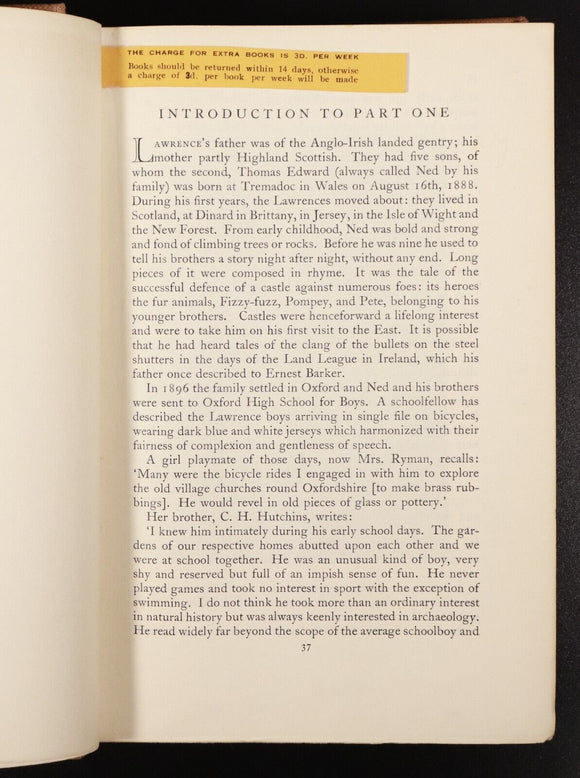 THE CHARGE FOR EXTRA BOOKS IS 3D. PER WEEK
Books should be returned within 14 days, otherwise
a charge of 3d. per book per week will be made
INTRODUCTION TO PART ONE
LAWRENCE'S father was of the Anglo-Irish landed gentry; his
mother partly Highland Scottish. They had five sons, of
whom the second, Thomas Edward (always called Ned by his
family) was born at Tremadoc in Wales on August 16th, 1888.
During his first years, the Lawrences moved about: they lived in
Scotland, at Dinard in Brittany, in Jersey, in the Isle of Wight and
the New Forest. From early childhood, Ned was bold and strong
and fond of climbing trees or rocks. Before he was nine he used to
tell his brothers a story night after night, without any end. Long
pieces of it were composed in rhyme. It was the tale of the
successful defence of a castle against numerous foes: its heroes
the fur animals, Fizzy-fuzz, Pompey, and Pete, belonging to his
younger brothers. Castles were henceforward a lifelong interest
and were to take him on his first visit to the East. It is possible
that he had heard tales of the clang of the bullets on the steel
shutters in the days of the Land League in Ireland, which his
father once described to Ernest Barker.
In 1896 the family settled in Oxford and Ned and his brothers
were sent to Oxford High School for Boys. A schoolfellow has
described the Lawrence boys arriving in single file on bicycles,
wearing dark blue and white jerseys which harmonized with their
fairness of complexion and gentleness of speech.
A girl playmate of those days, now Mrs. Ryman, recalls:
'Many were the bicycle rides I engaged in with him to explore
the old village churches round Oxfordshire [to make brass rub-
bings]. He would revel in old pieces of glass or pottery.'
Her brother, C. H. Hutchins, writes:
'I knew him intimately during his early school days. The gar-
dens of our respective homes abutted upon each other and we
were at school together. He was an unusual kind of boy, very
shy and reserved but full of an impish sense of fun. He never
played games and took no interest in sport with the exception of
swimming. I do not think he took more than an ordinary interest
in natural history but was always keenly interested in archaeology.
He read widely far beyond the scope of the average schoolboy and
37